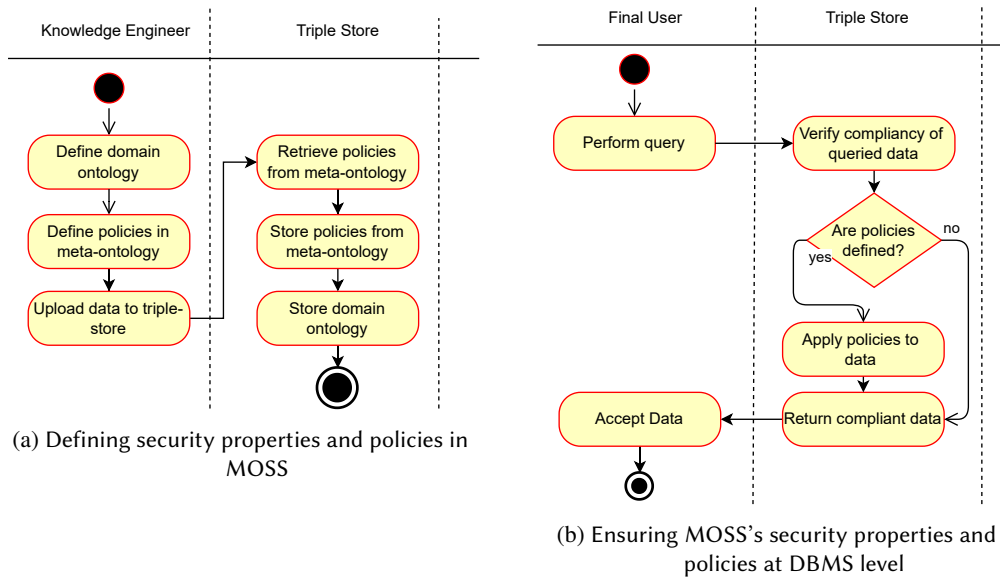 Knowledge Engineer
Triple Store
Define domain
ontology
Define policies in
meta-ontology
Upload data to triple-
store
Retrieve policies
from meta-ontology
Store policies from
meta-ontology
Store domain
ontology
(a) Defining security properties and policies in
MOSS
Final User
Triple Store
Perform query
Verify compliancy of
queried data
Are policies
defined?
yes
no
Apply policies to
data
Return compliant data
Accept Data
(b) Ensuring MOSS's security properties and
policies at DBMS level